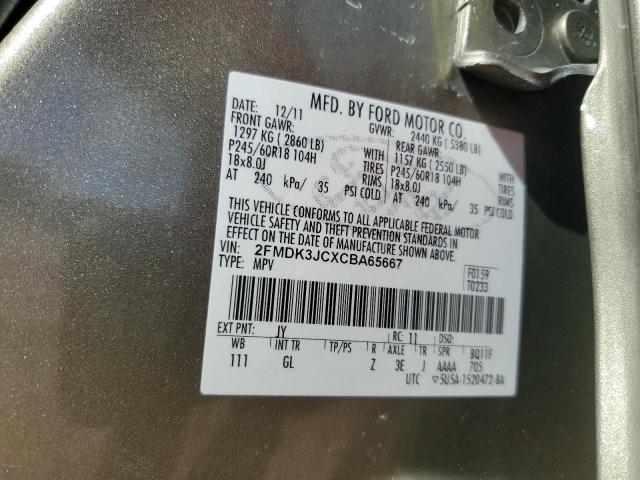 MFD. BY FORD MOTOR CO.
DATE: 12/11 GVWR: 2440 KG ( 5380 LB)
FRONT GAWR: REAR GAWR:
1297 KG ( 2860 LB) WITH 1157 KG ( 2550 LB) WITH
P245/60R18 104H TIRES P245/60R18 104H TIRES
18x8.0J RIMS 18x8.0J RIMS
AT 240 kPa/ 35 PSI COLD AT 240 kPa/ 35 PSI COLD
THIS VEHICLE CONFORMS TO ALL APPLICABLE FEDERAL MOTOR
VEHICLE SAFETY AND THEFT PREVENTION STANDARDS IN
EFFECT ON THE DATE OF MANUFACTURE SHOWN ABOVE.
VIN: 2FMDK3JCXCBA65667
TYPE: MPV
F0159
T0233
EXT PNT: JY RC: 11 DSO:
WB INT TR TP/PS R AXLE TR SPR BQ11F
111 GL Z 3E J AAAA 705
UTC ▽5U5A-1520472-BA